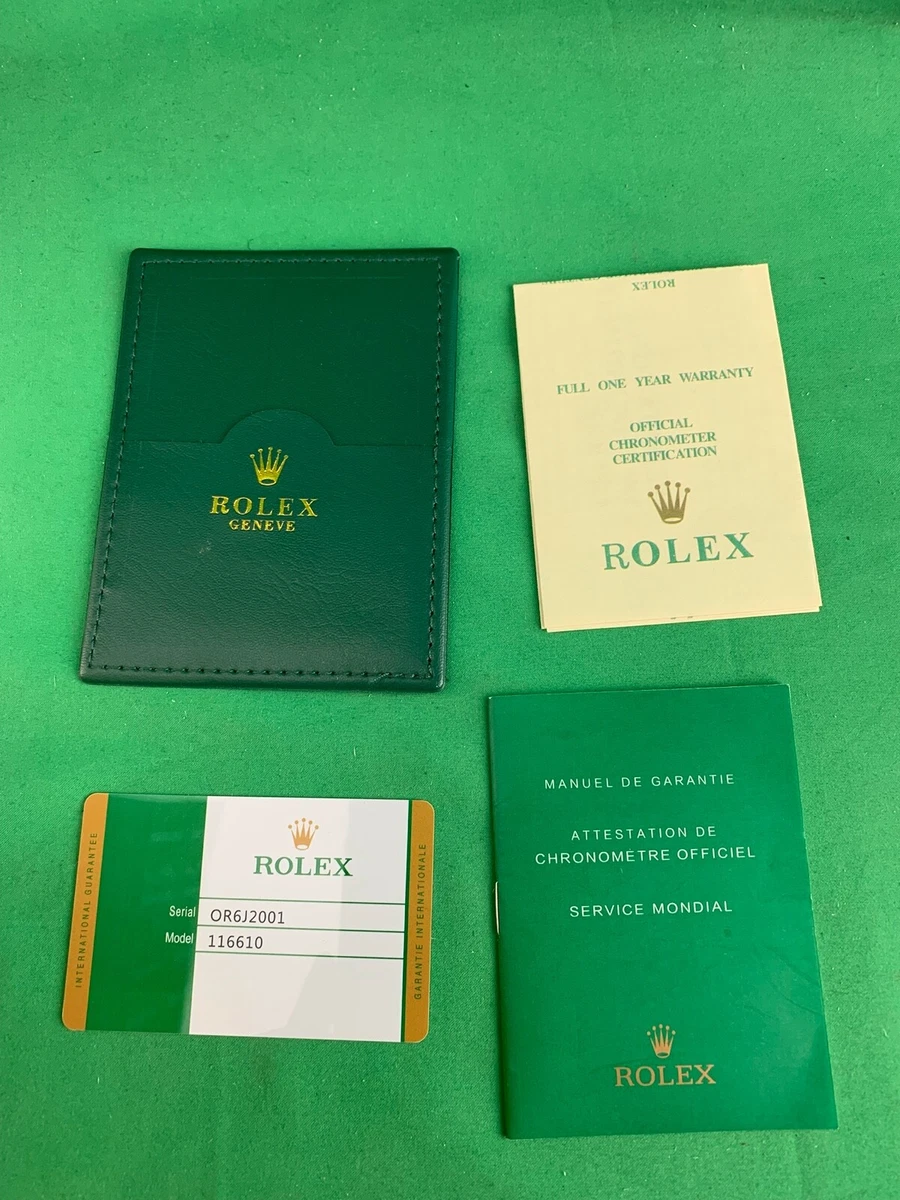 ROLEX
GENEVE
ROLEX
FULL ONE YEAR WARRANTY
OFFICIAL
CHRONOMETER
CERTIFICATION
ROLEX
INTERNATIONAL GUARANTEE
ROLEX
Serial OR6J2001
Model 116610
GARANTIE INTERNATIONALE
MANUEL DE GARANTIE
ATTESTATION DE
CHRONOMÈTRE OFFICIEL
SERVICE MONDIAL
ROLEX